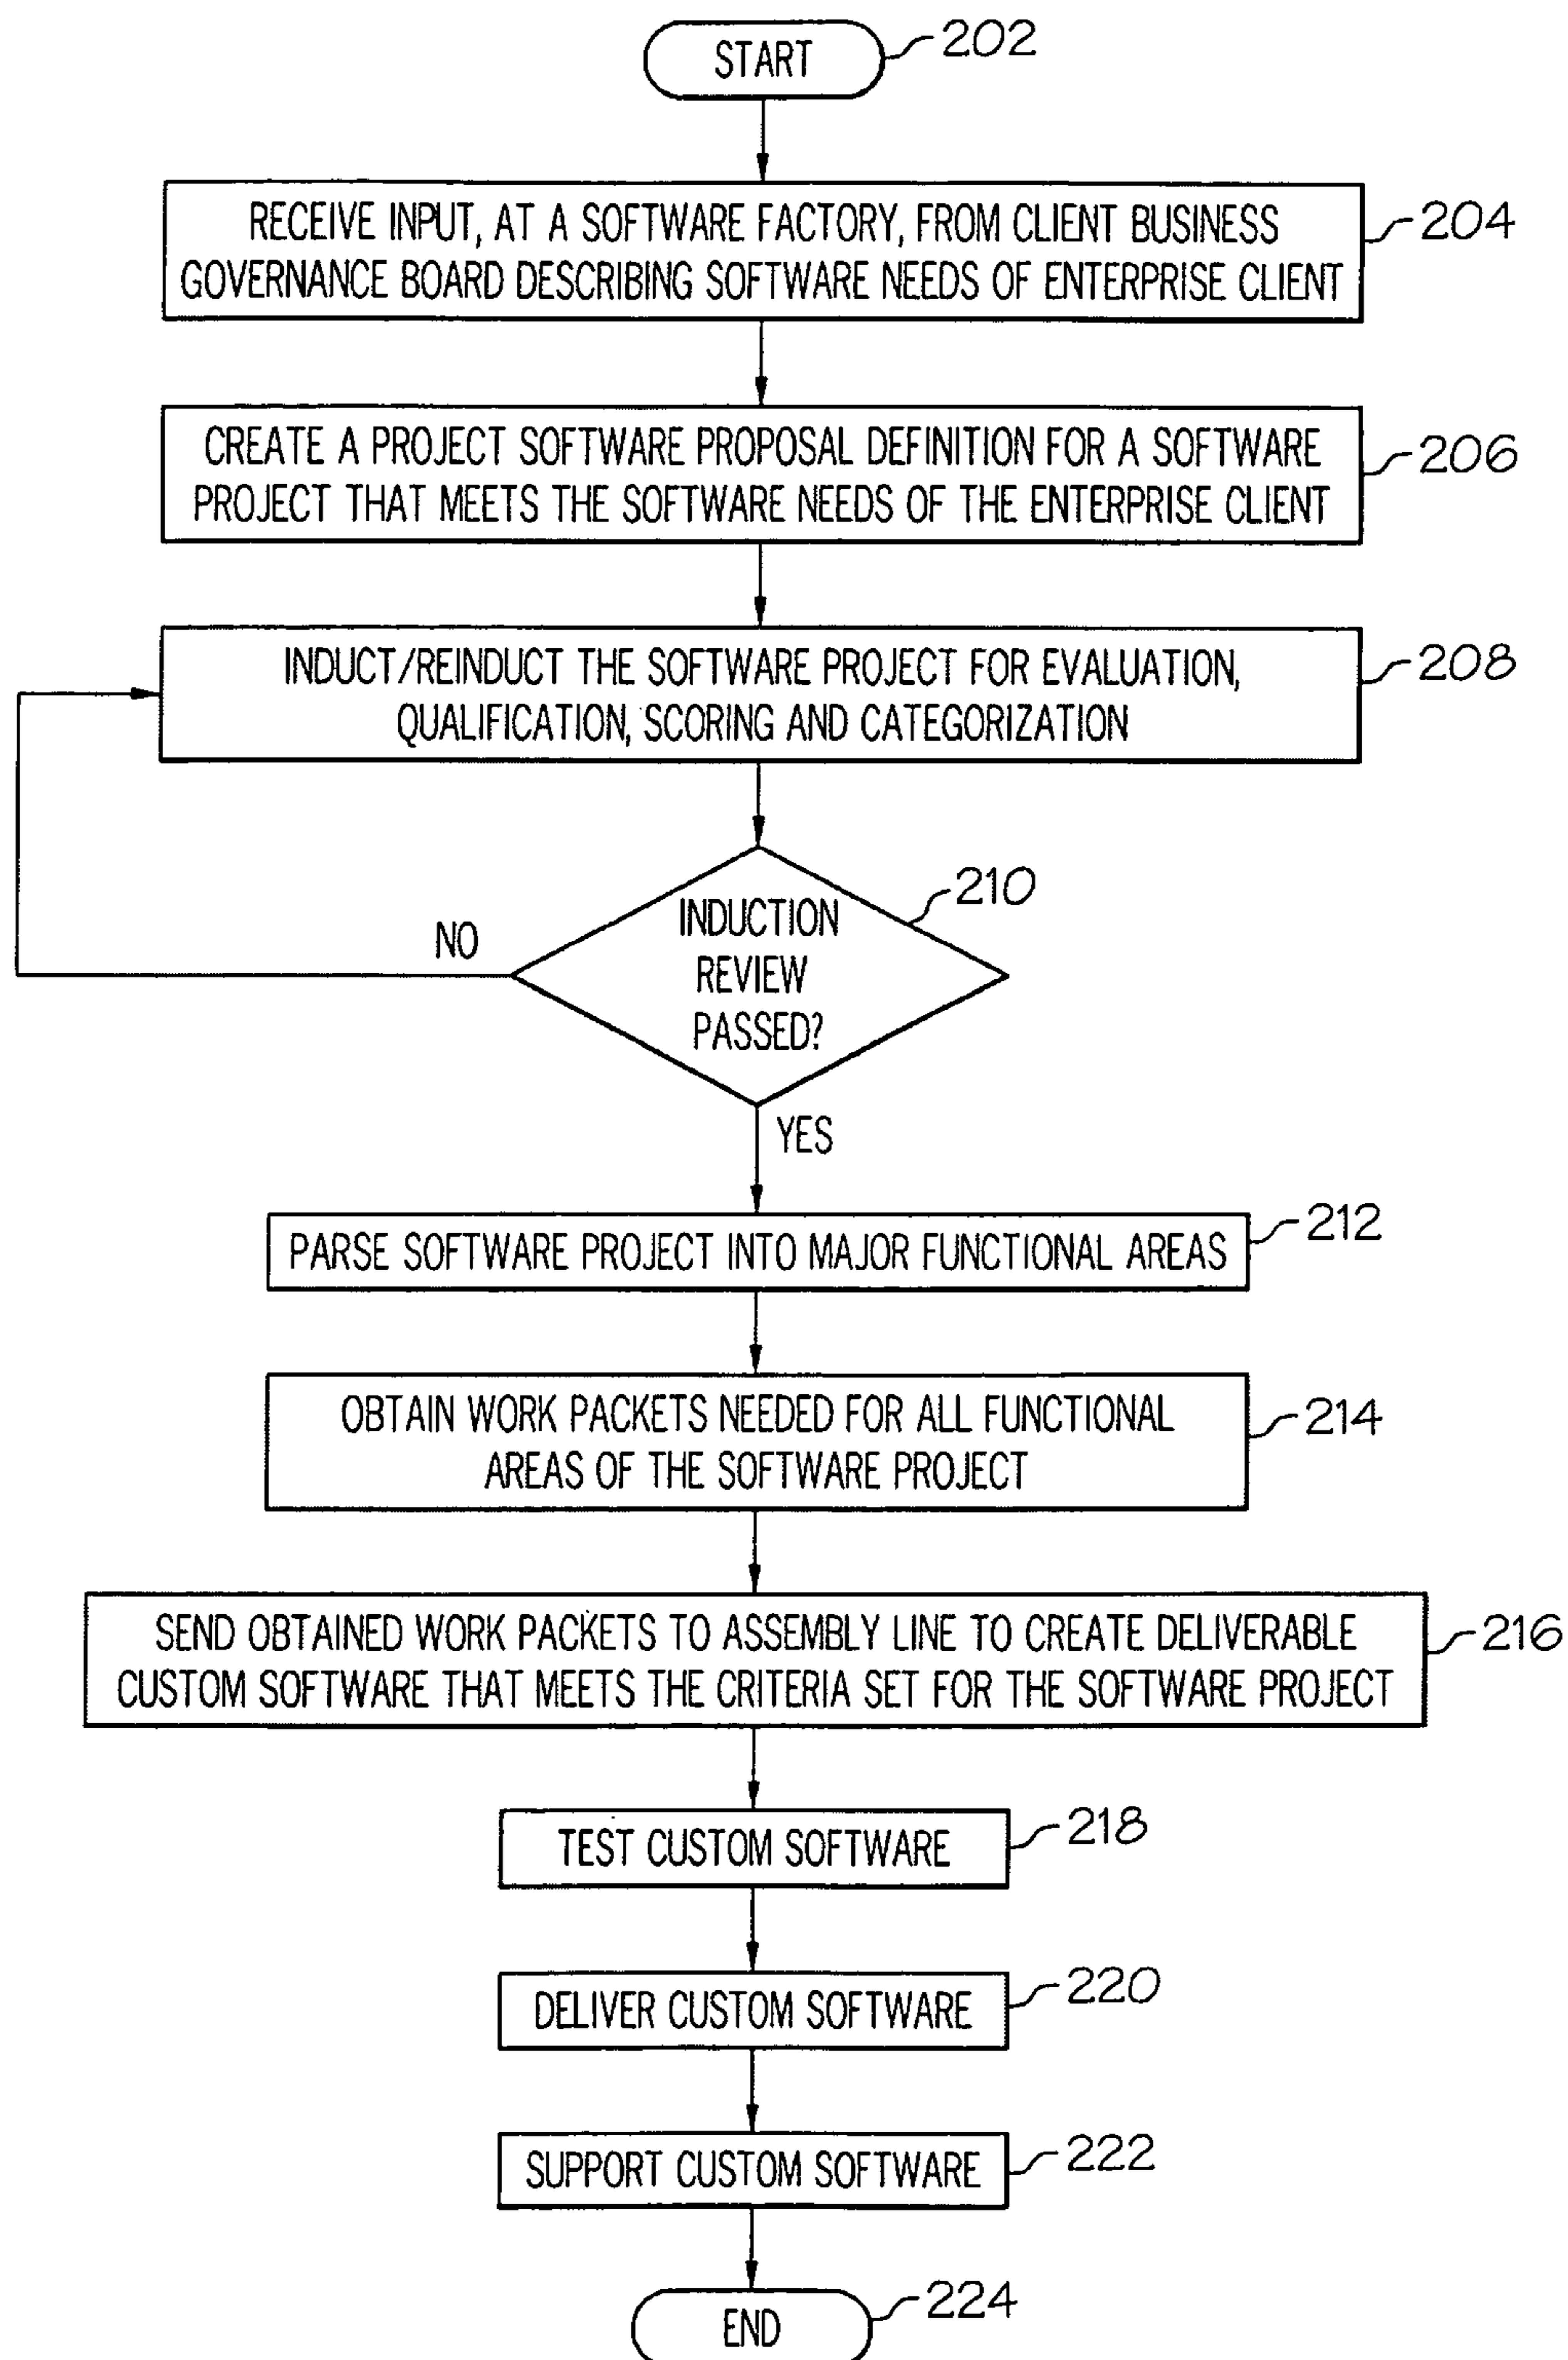 START
202
RECEIVE INPUT, AT A SOFTWARE FACTORY, FROM CLIENT BUSINESS
GOVERNANCE BOARD DESCRIBING SOFTWARE NEEDS OF ENTERPRISE CLIENT
204
CREATE A PROJECT SOFTWARE PROPOSAL DEFINITION FOR A SOFTWARE
PROJECT THAT MEETS THE SOFTWARE NEEDS OF THE ENTERPRISE CLIENT
206
INDUCT/REINDUCT THE SOFTWARE PROJECT FOR EVALUATION,
QUALIFICATION, SCORING AND CATEGORIZATION
208
INDUCTION
REVIEW
PASSED?
210
NO
YES
PARSE SOFTWARE PROJECT INTO MAJOR FUNCTIONAL AREAS
212
OBTAIN WORK PACKETS NEEDED FOR ALL FUNCTIONAL
AREAS OF THE SOFTWARE PROJECT
214
SEND OBTAINED WORK PACKETS TO ASSEMBLY LINE TO CREATE DELIVERABLE
CUSTOM SOFTWARE THAT MEETS THE CRITERIA SET FOR THE SOFTWARE PROJECT
216
TEST CUSTOM SOFTWARE
218
DELIVER CUSTOM SOFTWARE
220
SUPPORT CUSTOM SOFTWARE
222
END
224